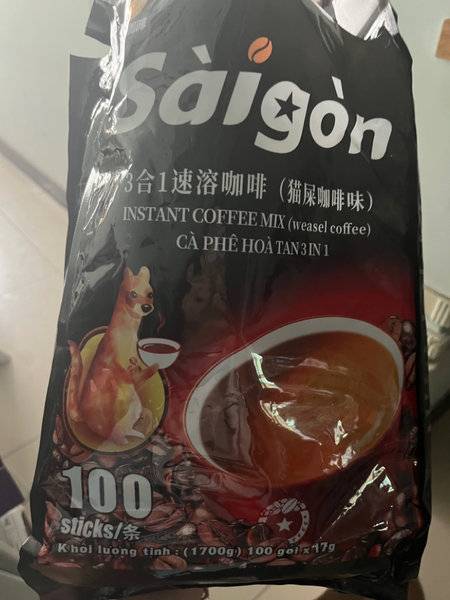 Sàigòn
3合1速溶咖啡（猫屎咖啡味）
INSTANT COFFEE MIX (weasel coffee)
CÀ PHÊ HOÀ TAN 3 IN 1
100
sticks/条
Khối lượng tịnh : (1700g) 100 gói x 17g